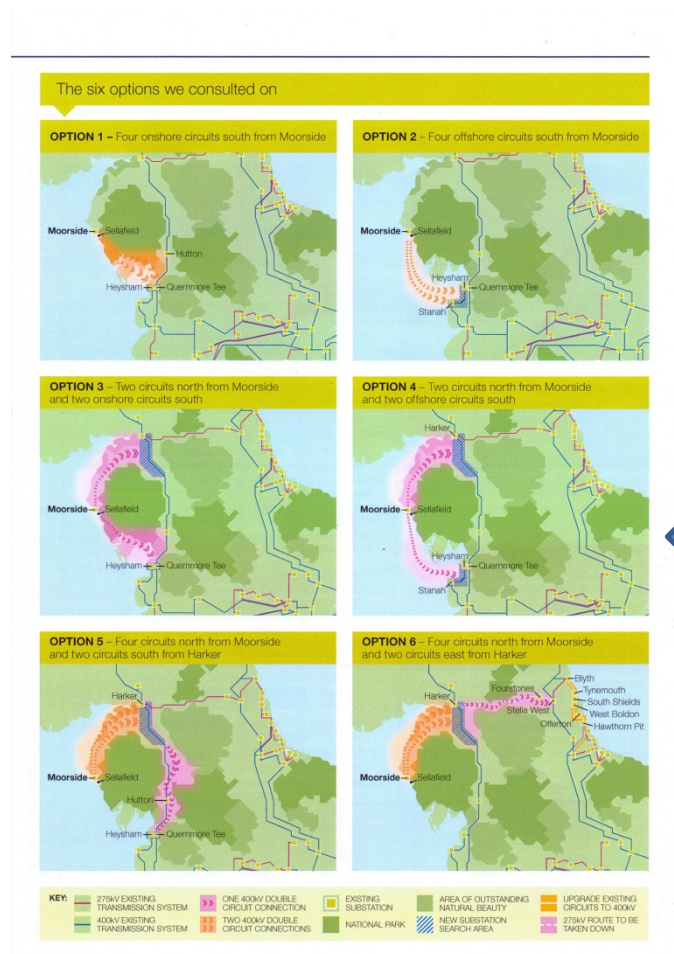 The six options we consulted on
OPTION 1 – Four onshore circuits south from Moorside
Moorside
Sellafield
Hutton
Heysham
Quernmore Tee
OPTION 2 – Four offshore circuits south from Moorside
Moorside
Sellafield
Heysham
Quernmore Tee
Stanah
OPTION 3 – Two circuits north from Moorside
and two onshore circuits south
Moorside
Sellafield
Heysham
Quernmore Tee
OPTION 4 – Two circuits north from Moorside
and two offshore circuits south
Harker
Moorside
Sellafield
Heysham
Quernmore Tee
Stanah
OPTION 5 – Four circuits north from Moorside
and two circuits south from Harker
Harker
Moorside
Sellafield
Hutton
Heysham
Quernmore Tee
OPTION 6 – Four circuits north from Moorside
and two circuits east from Harker
Blyth
Fourstones
Tynemouth
Harker
South Shields
Stella West
West Boldon
Offerton
Hawthorn Pit
Moorside
Sellafield
KEY:
275kV EXISTING
TRANSMISSION SYSTEM
ONE 400kV DOUBLE
CIRCUIT CONNECTION
EXISTING
SUBSTATION
AREA OF OUTSTANDING
NATURAL BEAUTY
UPGRADE EXISTING
CIRCUITS TO 400kV
400kV EXISTING
TRANSMISSION SYSTEM
TWO 400kV DOUBLE
CIRCUIT CONNECTIONS
NATIONAL PARK
NEW SUBSTATION
SEARCH AREA
275kV ROUTE TO BE
TAKEN DOWN